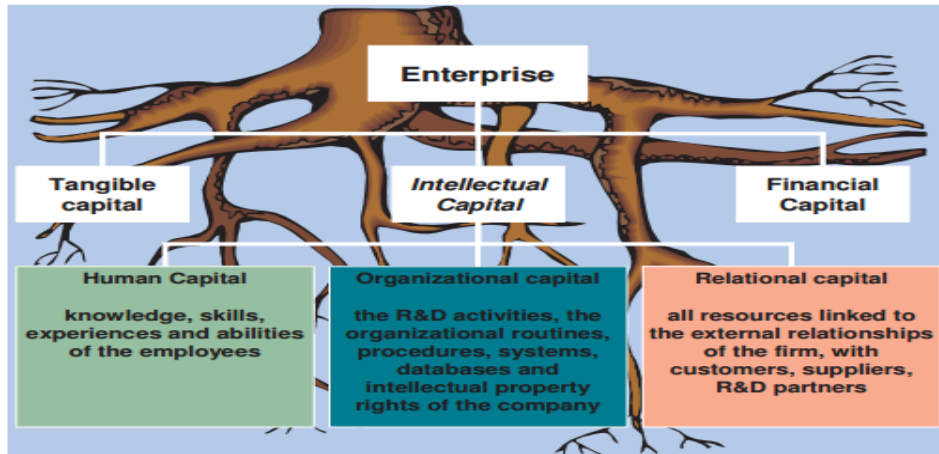 Enterprise
Tangible
capital
Intellectual
Capital
Financial
Capital
Human Capital
knowledge, skills,
experiences and abilities
of the employees
Organizational capital
the R&D activities, the
organizational routines,
procedures, systems,
databases and
intellectual property
rights of the company
Relational capital
all resources linked to
the external relationships
of the firm, with
customers, suppliers,
R&D partners